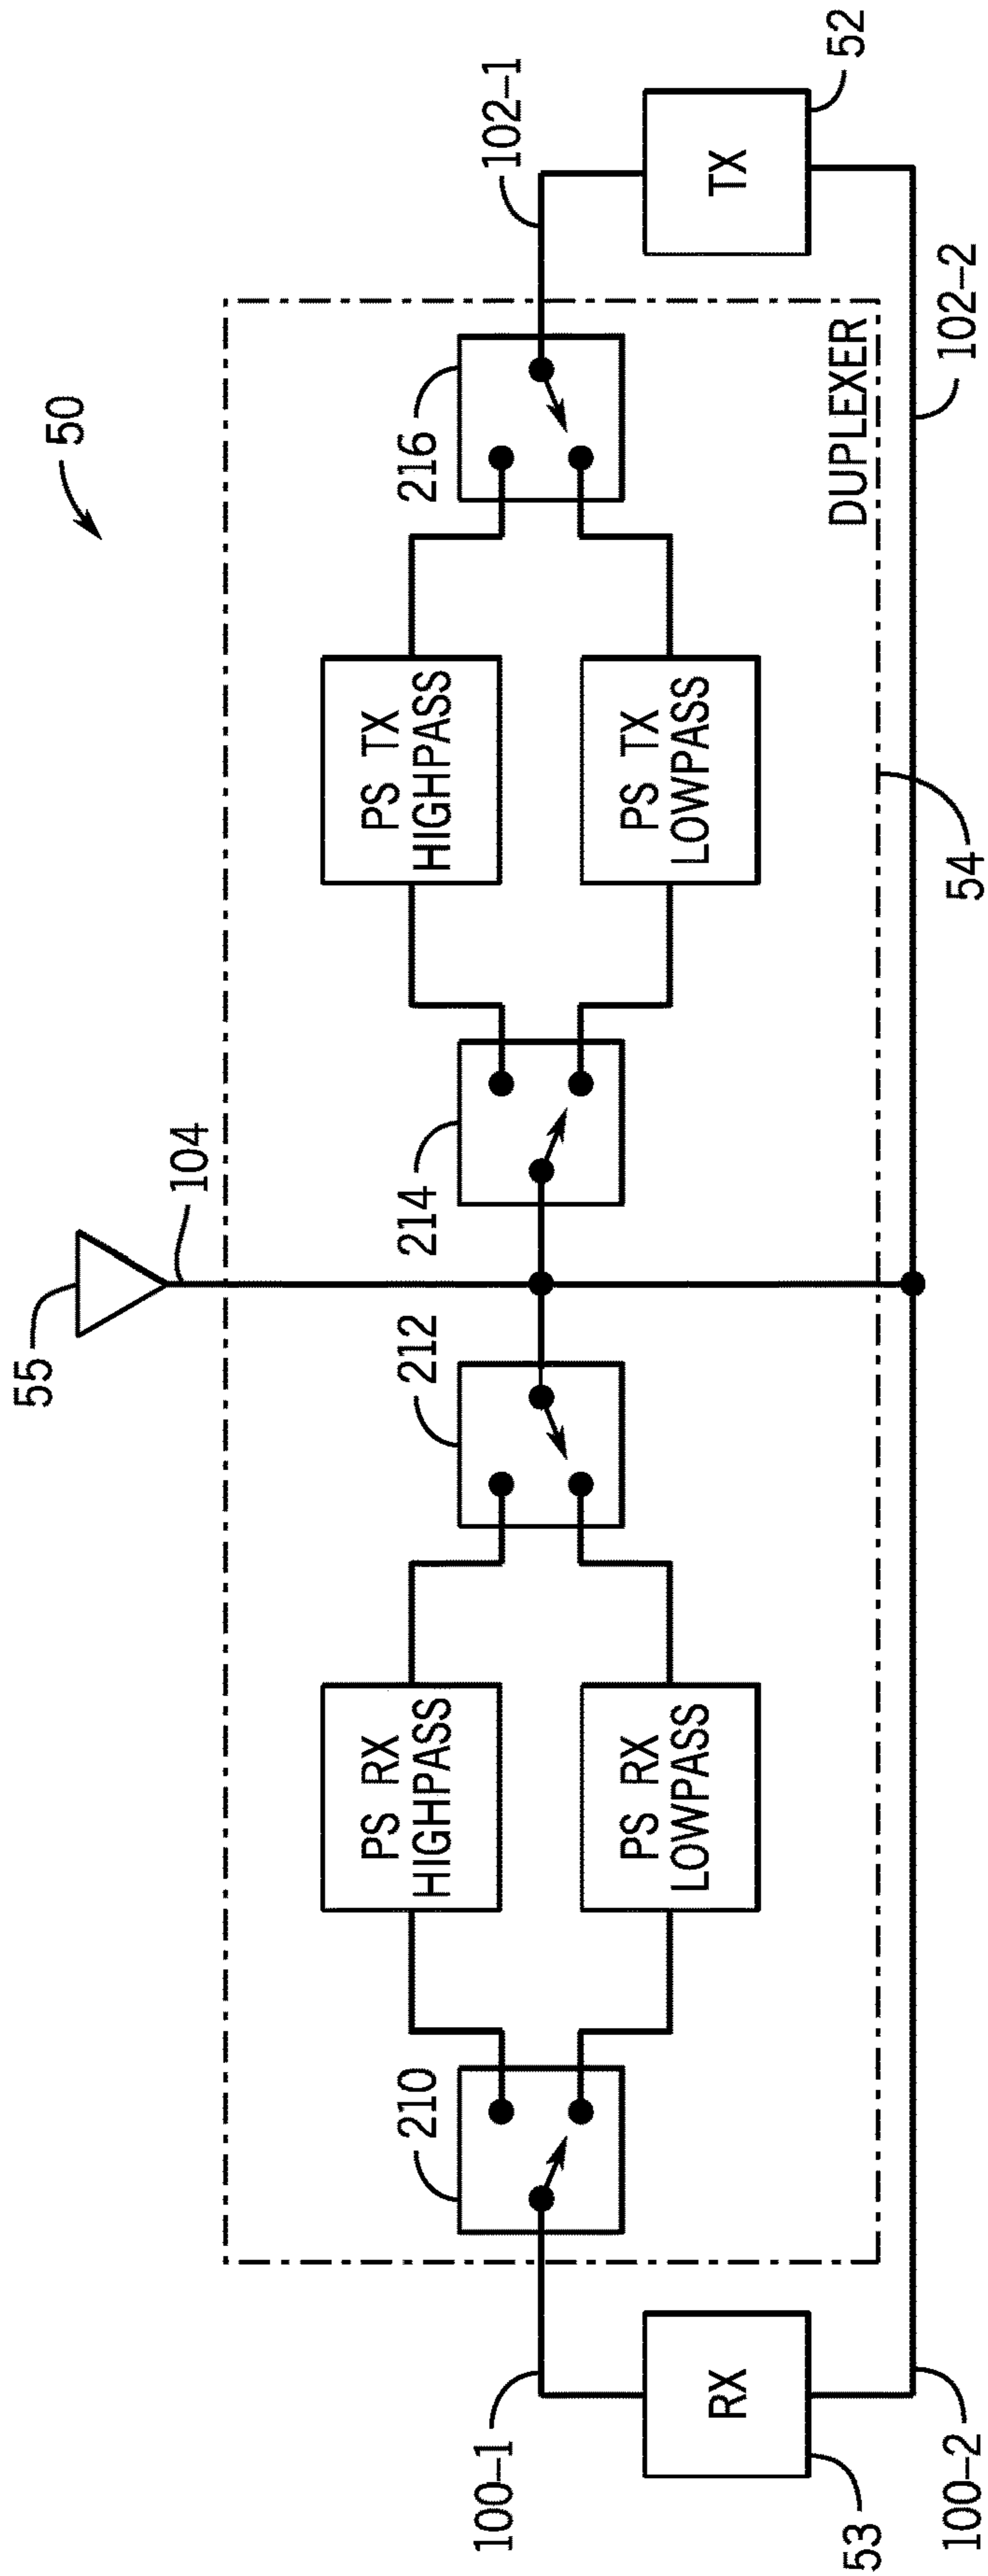 50
55
104
210
212
214
216
100–1
102–1
PS RX
HIGHPASS
PS TX
HIGHPASS
PS RX
LOWPASS
PS TX
LOWPASS
RX
TX
53
52
DUPLEXER
100–2
54
102–2